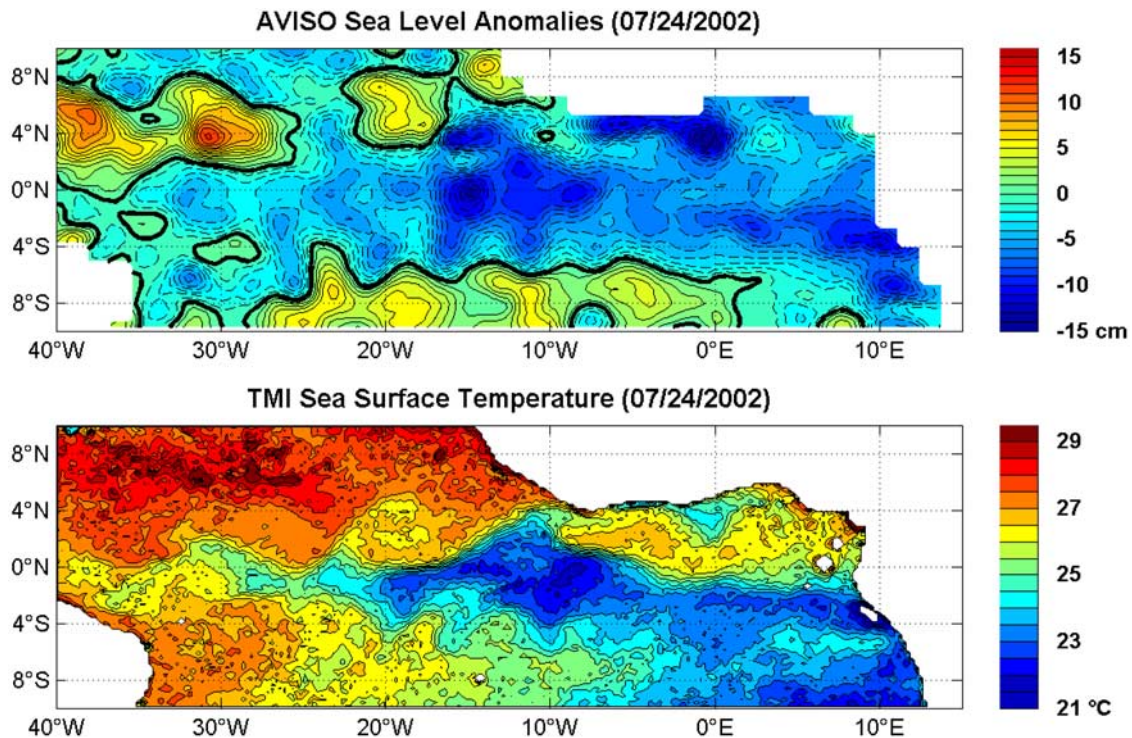 AVISO Sea Level Anomalies (07/24/2002)
8°N
4°N
0°N
4°S
8°S
40°W 30°W 20°W 10°W 0°E 10°E
15
10
5
0
-5
-10
-15 cm
TMI Sea Surface Temperature (07/24/2002)
8°N
4°N
0°N
4°S
8°S
40°W 30°W 20°W 10°W 0°E 10°E
29
27
25
23
21 °C